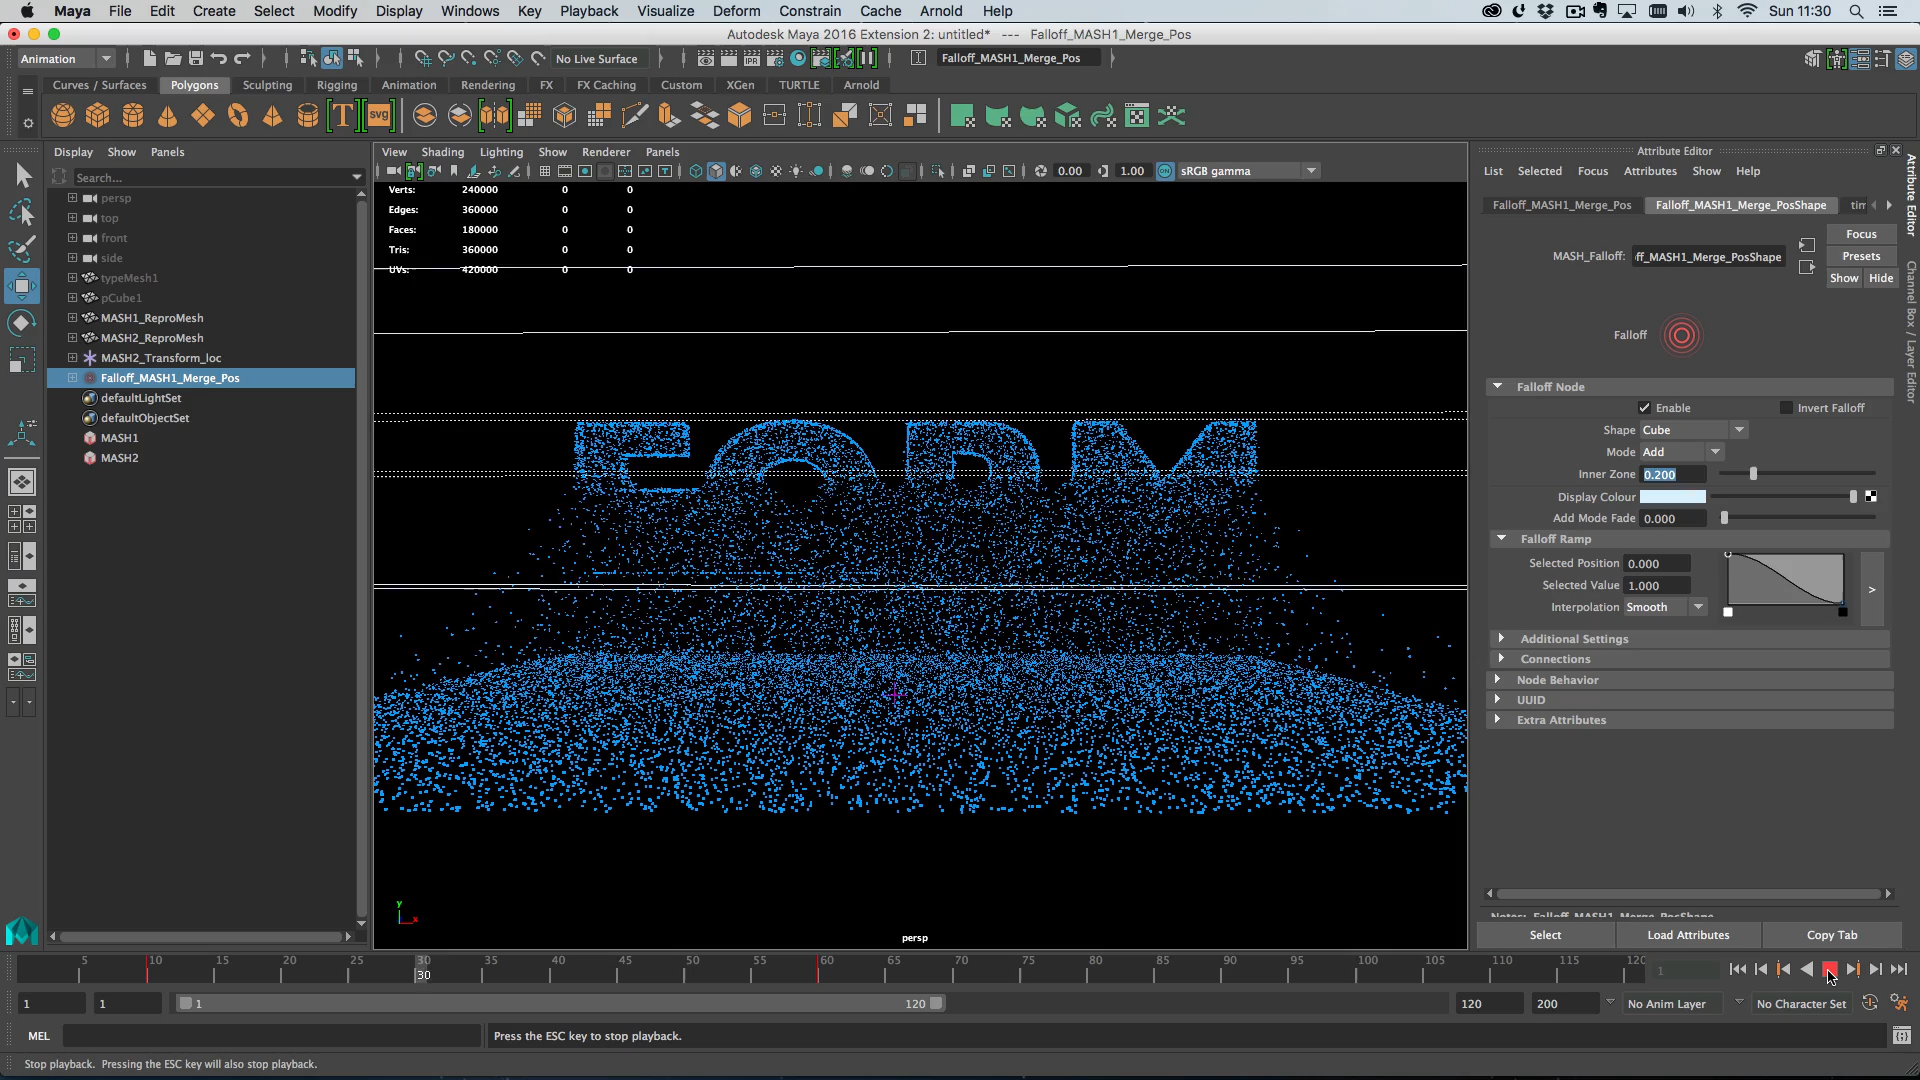 Maya File Edit Create Select Modify Display Windows Key Playback Visualize Deform Constrain Cache Arnold Help Sun 11:30
Autodesk Maya 2016 Extension 2: untitled* --- Falloff_MASH1_Merge_Pos
Animation No Live Surface Falloff_MASH1_Merge_Pos
Curves / Surfaces Polygons Sculpting Rigging Animation Rendering FX FX Caching Custom XGen TURTLE Arnold
T svg
Display Show Panels
Search...
persp
top
front
side
typeMesh1
pCube1
MASH1_ReproMesh
MASH2_ReproMesh
MASH2_Transform_loc
Falloff_MASH1_Merge_Pos
defaultLightSet
defaultObjectSet
MASH1
MASH2
View Shading Lighting Show Renderer Panels
0.00 1.00 sRGB gamma
Verts: 240000 0 0
Edges: 360000 0 0
Faces: 180000 0 0
Tris: 360000 0 0
UVs: 420000 0 0
y
x
persp
Attribute Editor
List Selected Focus Attributes Show Help
Falloff_MASH1_Merge_Pos Falloff_MASH1_Merge_PosShape tim
MASH_Falloff: ff_MASH1_Merge_PosShape
Focus
Presets
Show Hide
Falloff
Falloff Node
Enable Invert Falloff
Shape Cube
Mode Add
Inner Zone 0.200
Display Colour
Add Mode Fade 0.000
Falloff Ramp
Selected Position 0.000
Selected Value 1.000
Interpolation Smooth
>
Additional Settings
Connections
Node Behavior
UUID
Extra Attributes
Notes: Falloff_MASH1_Merge_PosShape
Select Load Attributes Copy Tab
Attribute Editor
Channel Box / Layer Editor
5 10 15 20 25 30 35 40 45 50 55 60 65 70 75 80 85 90 95 100 105 110 115 120
30
1
1 1 1 120 120 200 No Anim Layer No Character Set
MEL Press the ESC key to stop playback.
Stop playback. Pressing the ESC key will also stop playback.